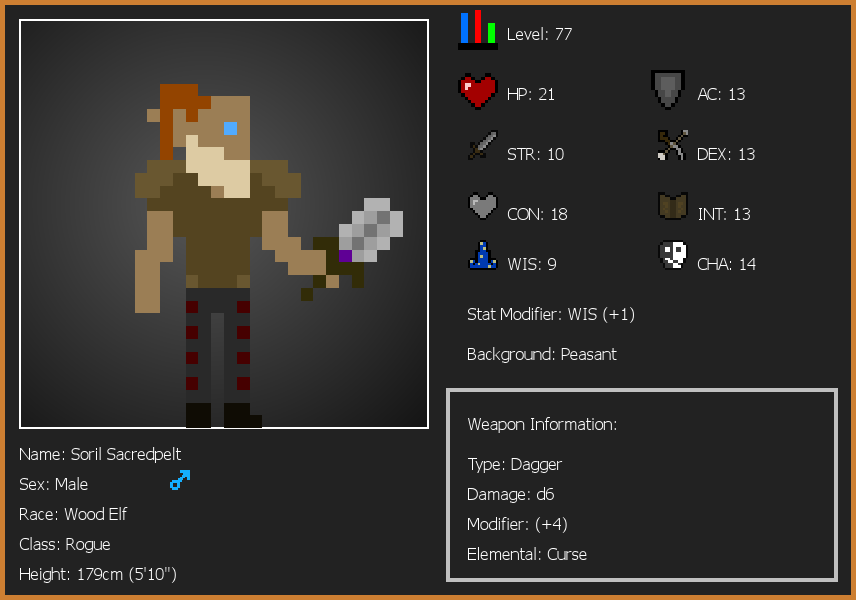 Level: 77
HP: 21
AC: 13
STR: 10
DEX: 13
CON: 18
INT: 13
WIS: 9
CHA: 14
Stat Modifier: WIS (+1)
Background: Peasant
Weapon Information:
Type: Dagger
Damage: d6
Modifier: (+4)
Elemental: Curse
Name: Soril Sacredpelt
Sex: Male
Race: Wood Elf
Class: Rogue
Height: 179cm (5'10")